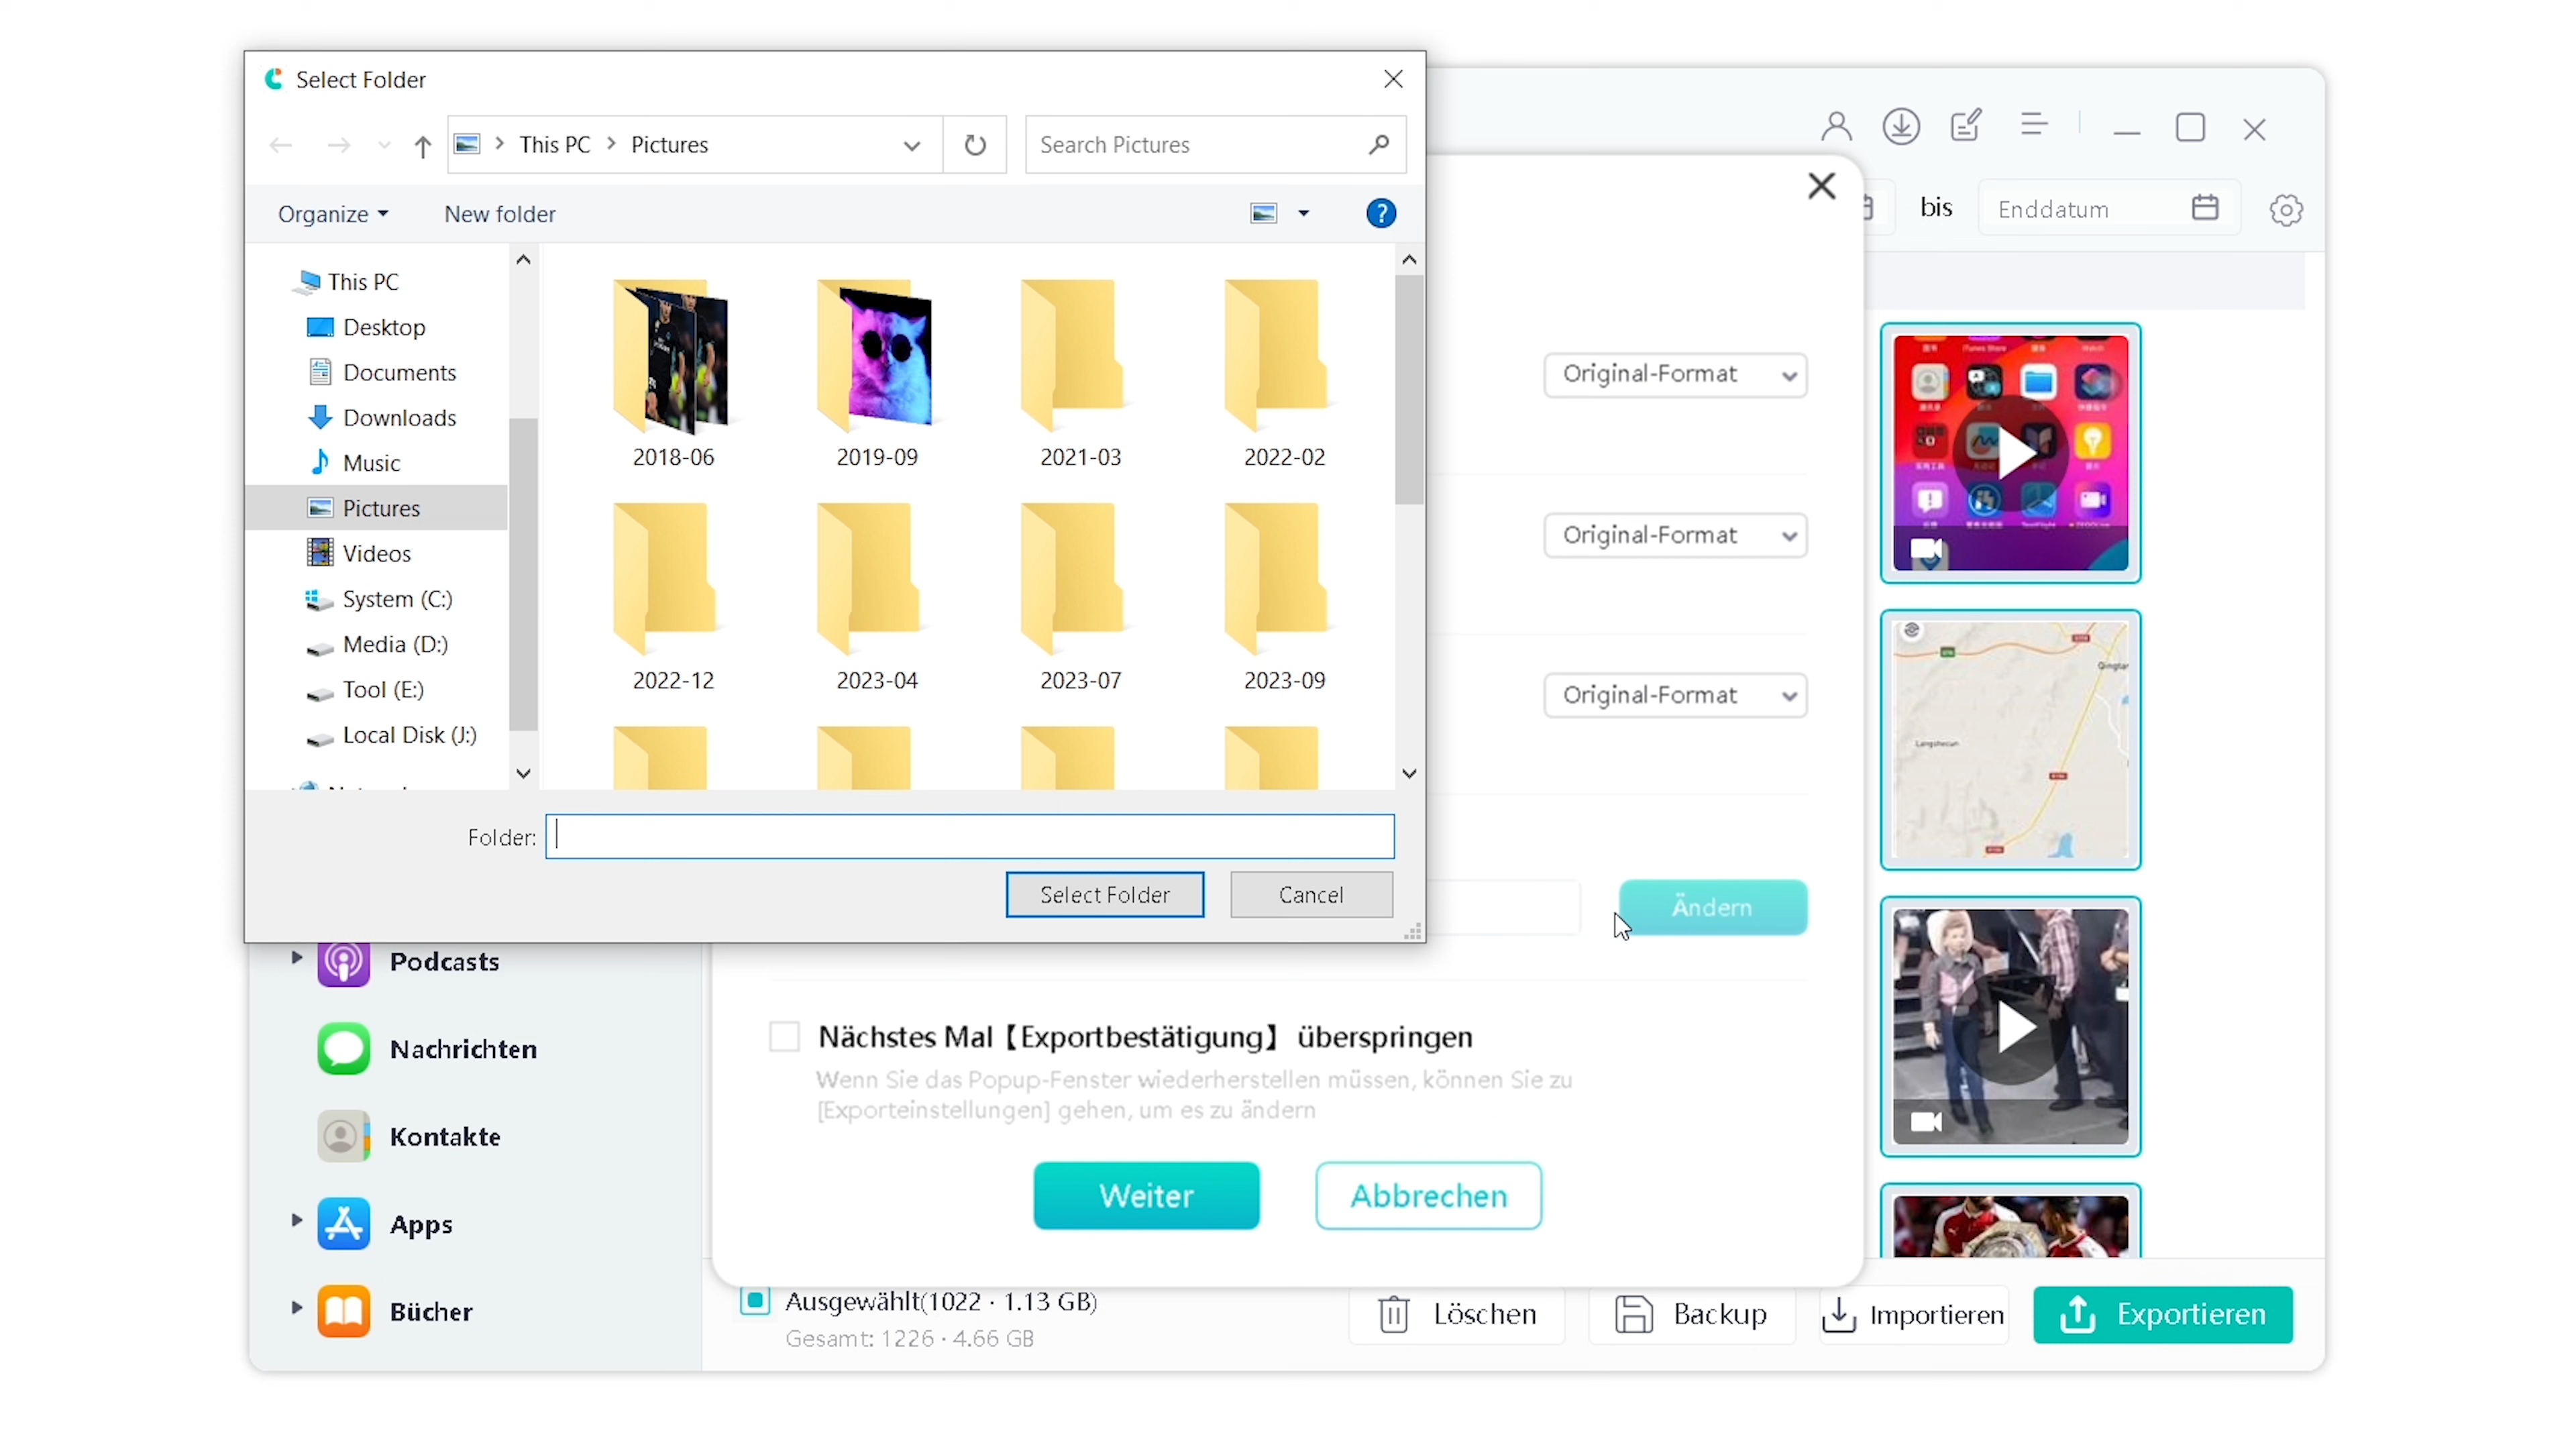 Select Folder
This PC > Pictures
Search Pictures
Organize
New folder
?
This PC
Desktop
Documents
Downloads
Music
Pictures
Videos
System (C:)
Media (D:)
Tool (E:)
Local Disk (J:)
2018-06
2019-09
2021-03
2022-02
2022-12
2023-04
2023-07
2023-09
Folder:
Select Folder
Cancel
bis
Enddatum
Original-Format
Original-Format
Original-Format
Ändern
Nächstes Mal【Exportbestätigung】 überspringen
Wenn Sie das Popup-Fenster wiederherstellen müssen, können Sie zu
[Exporteinstellungen] gehen, um es zu ändern
Weiter
Abbrechen
Podcasts
Nachrichten
Kontakte
Apps
Bücher
Ausgewählt(1022 · 1.13 GB)
Gesamt: 1226 · 4.66 GB
Löschen
Backup
Importieren
Exportieren
Langshecun